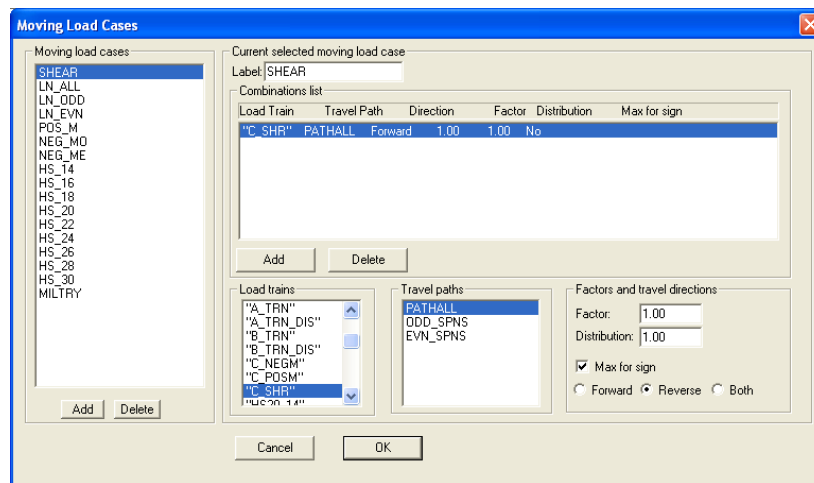 Moving Load Cases
Moving load cases
SHEAR
LN_ALL
LN_ODD
LN_EVN
POS_M
NEG_MO
NEG_ME
HS_14
HS_16
HS_18
HS_20
HS_22
HS_24
HS_26
HS_28
HS_30
MILTRY
Add Delete
Current selected moving load case
Label: SHEAR
Combinations list
Load Train Travel Path Direction Factor Distribution Max for sign
"C_SHR" PATHALL Forward 1.00 1.00 No
Add Delete
Load trains
"A_TRN"
"A_TRN_DIS"
"B_TRN"
"B_TRN_DIS"
"C_NEGM"
"C_POSM"
"C_SHR"
"HS20_14"
Travel paths
PATHALL
ODD_SPNS
EVN_SPNS
Factors and travel directions
Factor: 1.00
Distribution: 1.00
Max for sign
Forward Reverse Both
Cancel OK